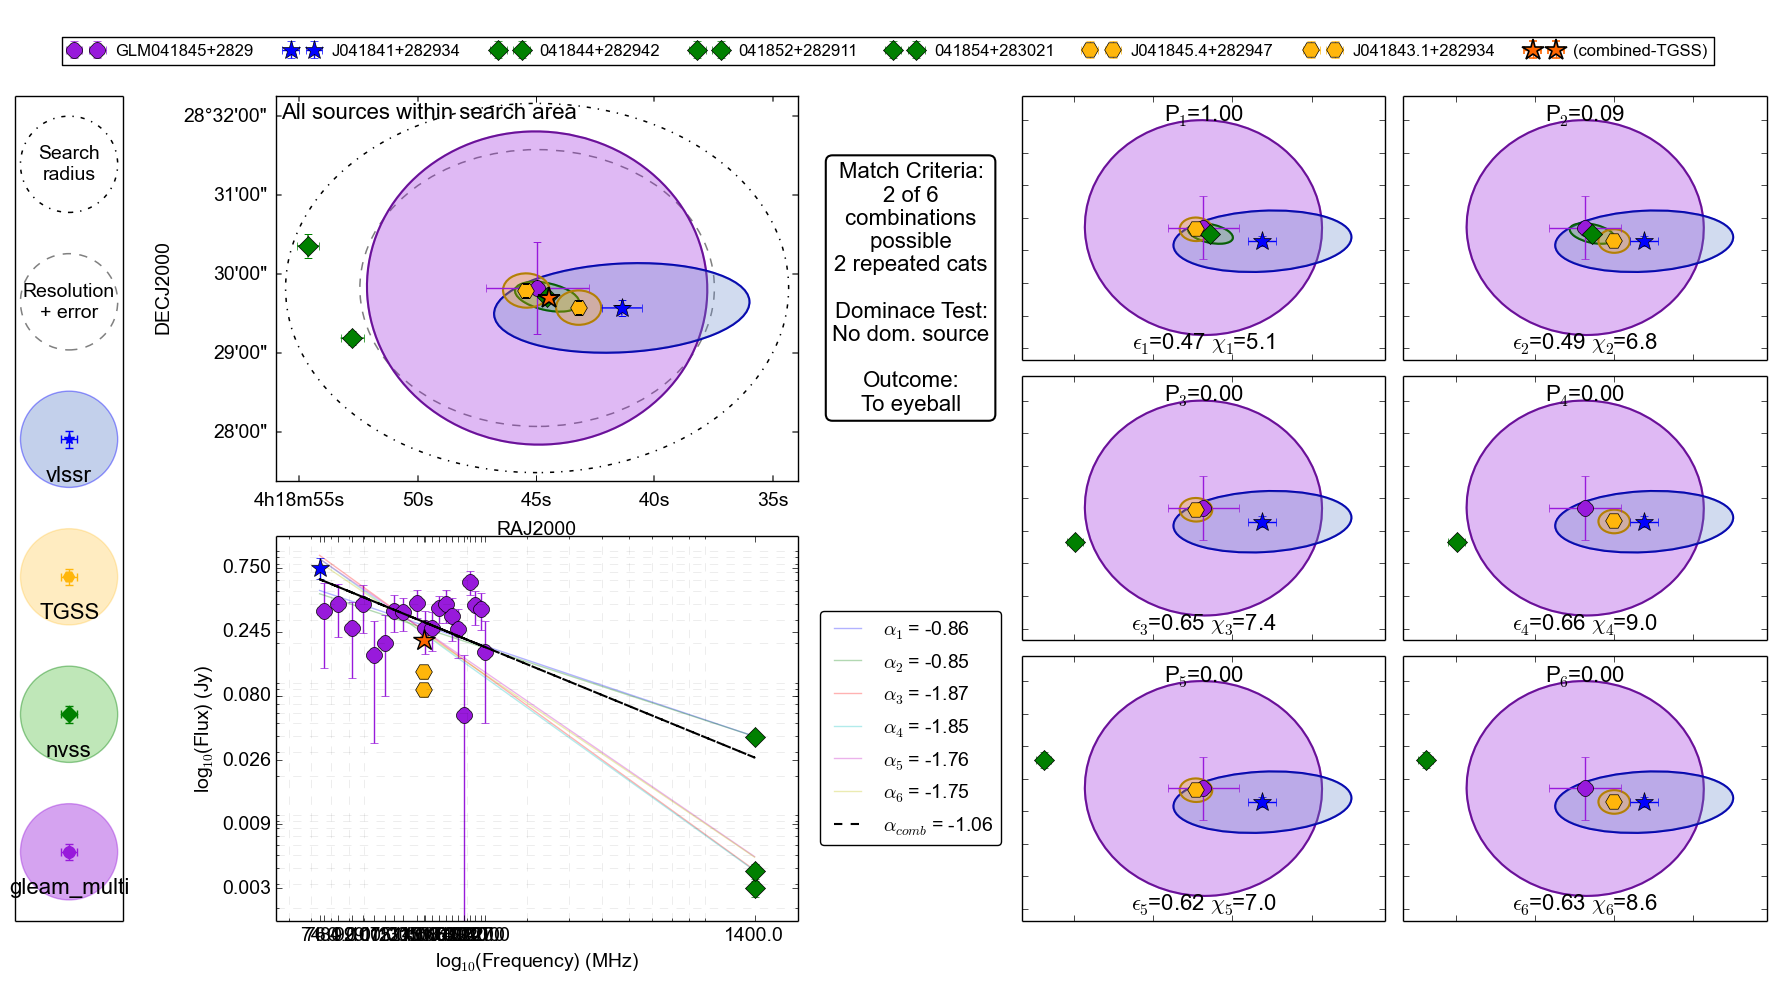 GLM041845+2829
J041841+282934
041844+282942
041852+282911
041854+283021
J041845.4+282947
J041843.1+282934
(combined-TGSS)
Search
radius
Resolution
+ error
vlssr
TGSS
nvss
gleam_multi
All sources within search area
DECJ2000
28°32'00"
31'00"
30'00"
29'00"
28'00"
4h18m55s
50s
45s
40s
35s
RAJ2000
Match Criteria:
2 of 6
combinations
possible
2 repeated cats
Dominace Test:
No dom. source
Outcome:
To eyeball
log10(Flux) (Jy)
0.750
0.245
0.080
0.026
0.009
0.003
1400.0
log10(Frequency) (MHz)
α1 = -0.86
α2 = -0.85
α3 = -1.87
α4 = -1.85
α5 = -1.76
α6 = -1.75
αcomb = -1.06
P1=1.00
ϵ1=0.47 χ1=5.1
P2=0.09
ϵ2=0.49 χ2=6.8
P3=0.00
ϵ3=0.65 χ3=7.4
P4=0.00
ϵ4=0.66 χ4=9.0
P5=0.00
ϵ5=0.62 χ5=7.0
P6=0.00
ϵ6=0.63 χ6=8.6